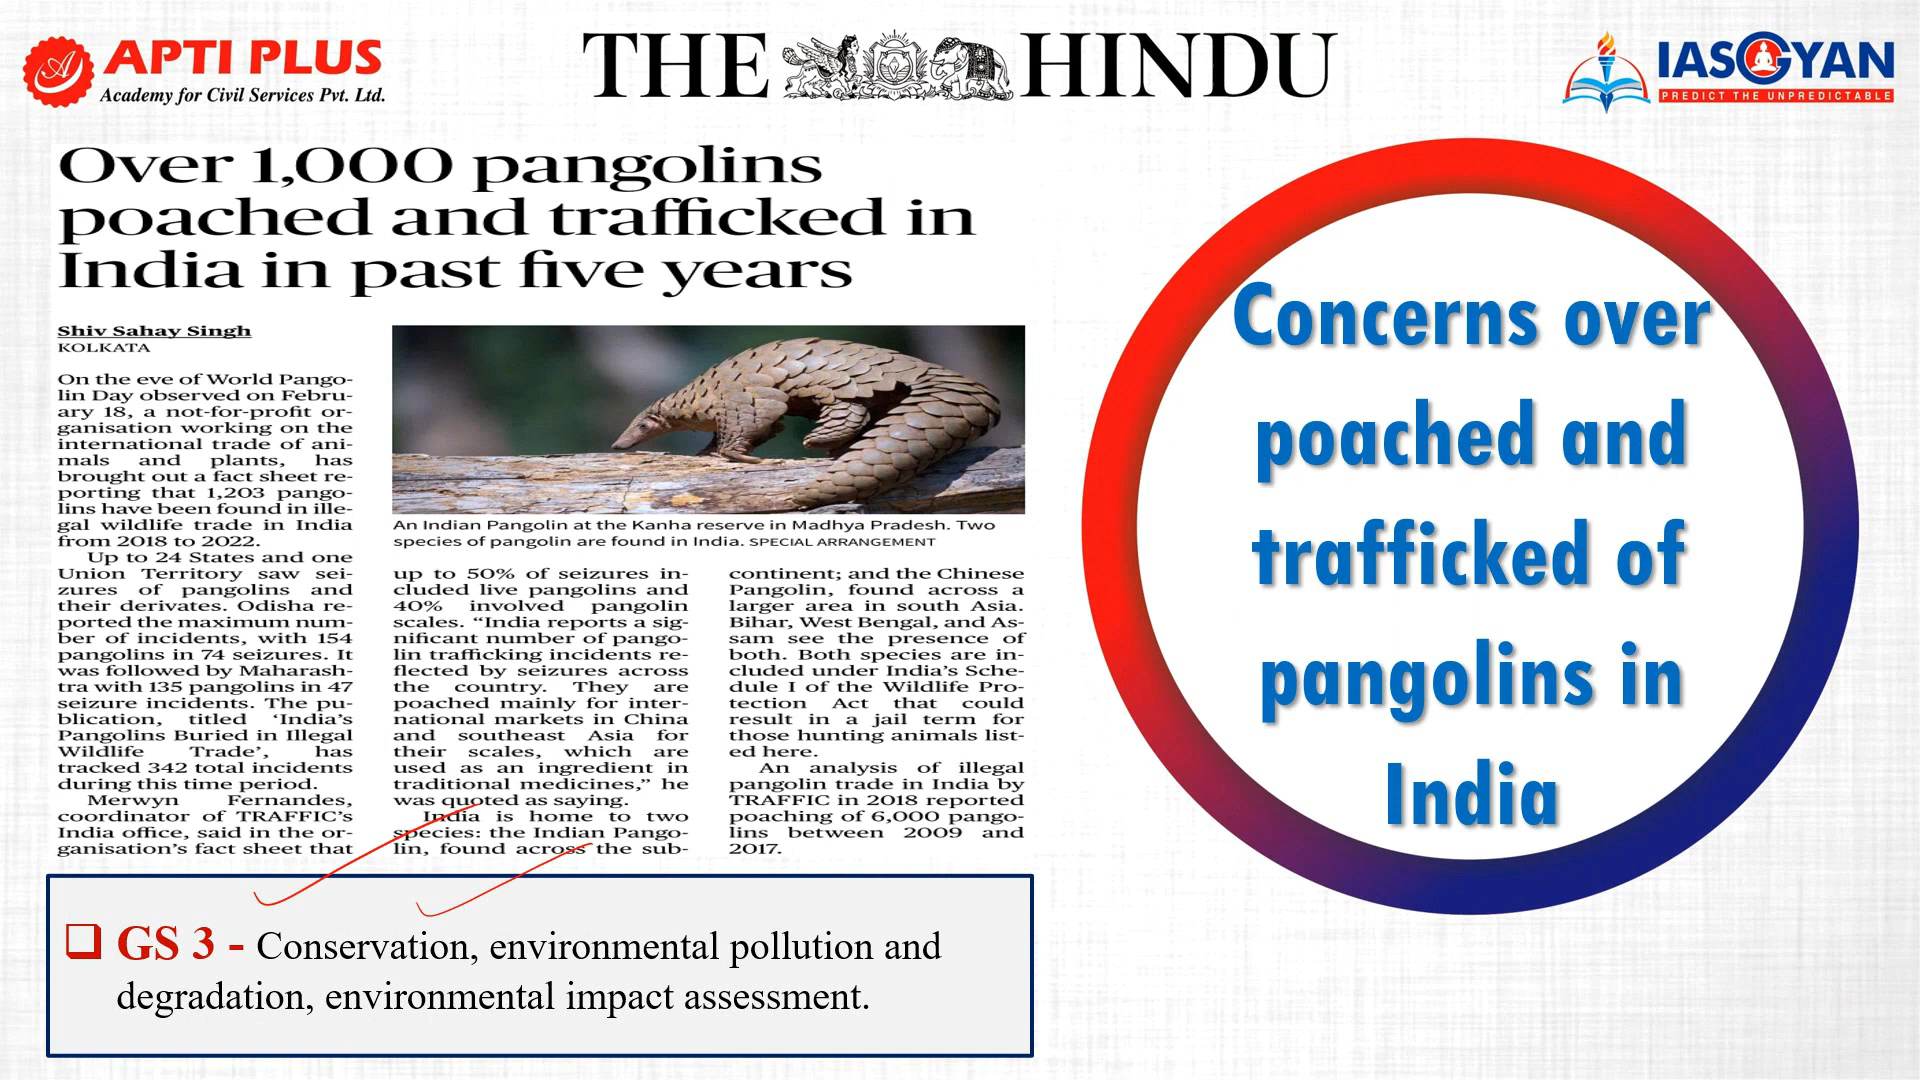 APTI PLUS
Academy for Civil Services Pvt. Ltd.
THE HINDU
IASGYAN
PREDICT THE UNPREDICTABLE
Over 1,000 pangolins
poached and trafficked in
India in past five years
Shiv Sahay Singh
KOLKATA
On the eve of World Pango-
lin Day observed on Febru-
ary 18, a not-for-profit or-
ganisation working on the
international trade of ani-
mals and plants, has
brought out a fact sheet re-
porting that 1,203 pango-
lins have been found in ille-
gal wildlife trade in India
from 2018 to 2022.
Up to 24 States and one
Union Territory saw sei-
zures of pangolins and
their derivates. Odisha re-
ported the maximum num-
ber of incidents, with 154
pangolins in 74 seizures. It
was followed by Maharash-
tra with 135 pangolins in 47
seizure incidents. The pu-
blication, titled ‘India’s
Pangolins Buried in Illegal
Wildlife Trade’, has
tracked 342 total incidents
during this time period.
Merwyn Fernandes,
coordinator of TRAFFIC’s
India office, said in the or-
ganisation’s fact sheet that
An Indian Pangolin at the Kanha reserve in Madhya Pradesh. Two
species of pangolin are found in India. SPECIAL ARRANGEMENT
up to 50% of seizures in-
cluded live pangolins and
40% involved pangolin
scales. “India reports a sig-
nificant number of pango-
lin trafficking incidents re-
flected by seizures across
the country. They are
poached mainly for inter-
national markets in China
and southeast Asia for
their scales, which are
used as an ingredient in
traditional medicines,” he
was quoted as saying.
India is home to two
species: the Indian Pango-
lin, found across the sub-
continent; and the Chinese
Pangolin, found across a
larger area in south Asia.
Bihar, West Bengal, and As-
sam see the presence of
both. Both species are in-
cluded under India’s Sche-
dule I of the Wildlife Pro-
tection Act that could
result in a jail term for
those hunting animals list-
ed here.
An analysis of illegal
pangolin trade in India by
TRAFFIC in 2018 reported
poaching of 6,000 pango-
lins between 2009 and
2017.
Concerns over
poached and
trafficked of
pangolins in
India
GS 3 - Conservation, environmental pollution and
degradation, environmental impact assessment.